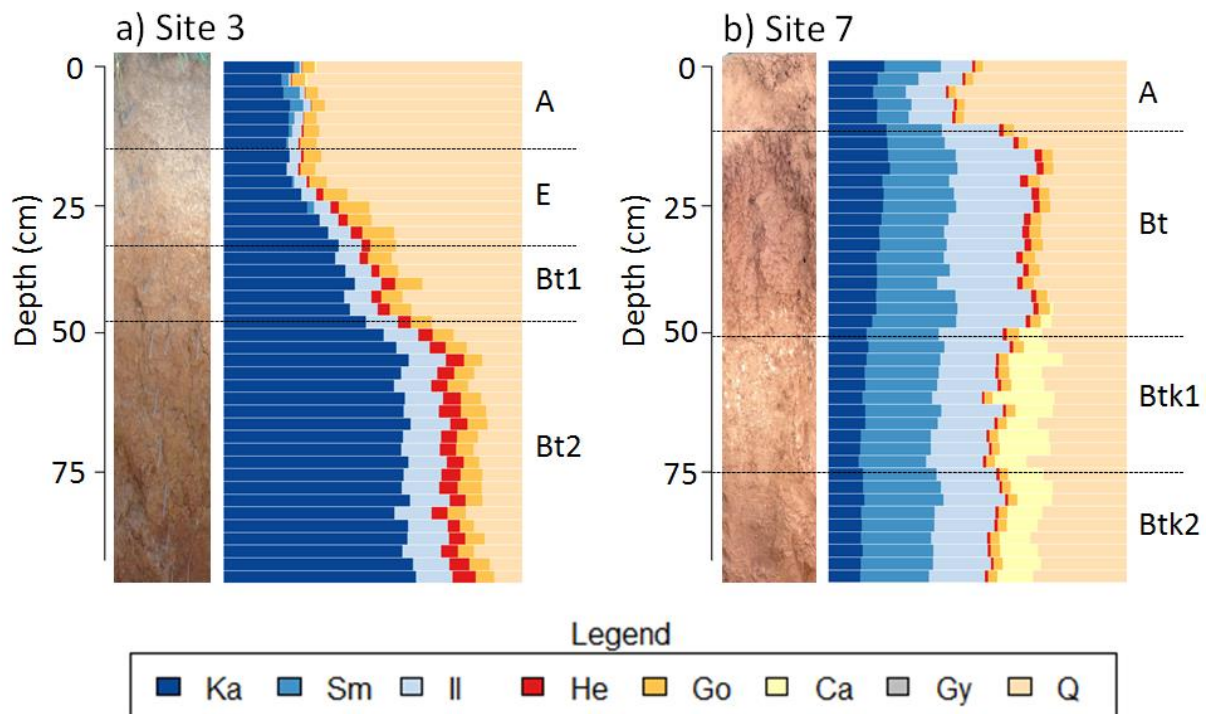 a) Site 3
0
25
50
75
Depth (cm)
A
E
Bt1
Bt2
b) Site 7
0
25
50
75
Depth (cm)
A
Bt
Btk1
Btk2
Legend
Ka Sm Il He Go Ca Gy Q